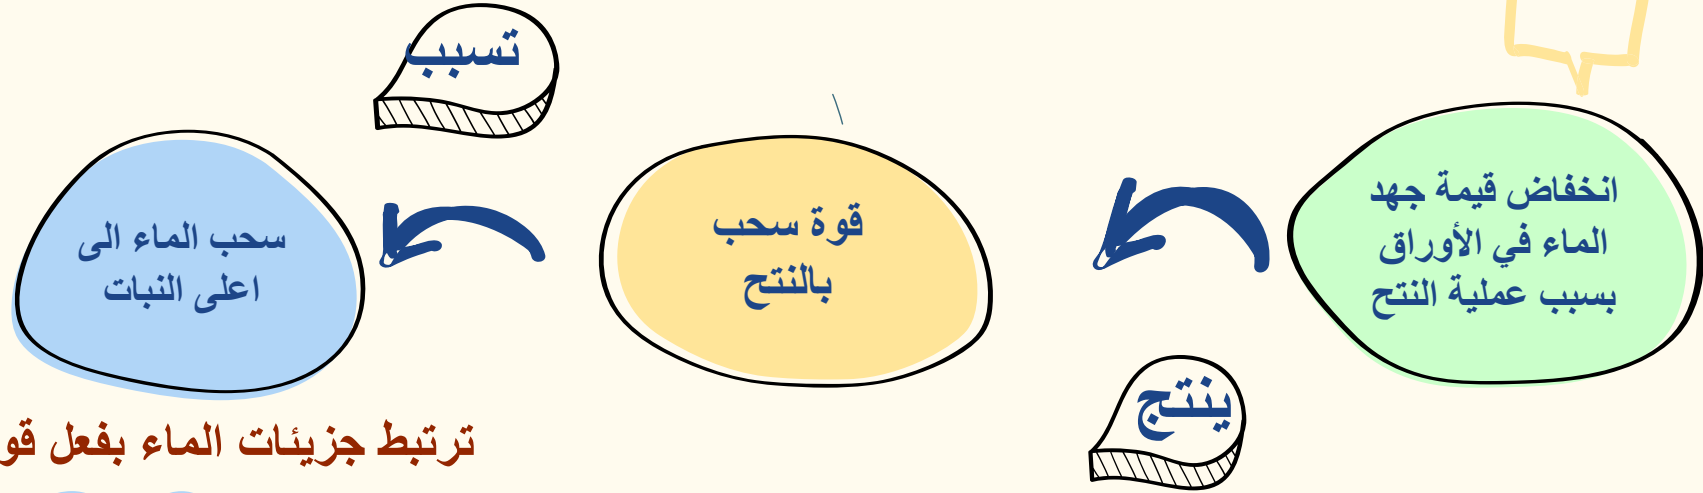 انخفاض قيمة جهد
الماء في الأوراق
بسبب عملية النتح
ينتج
قوة سحب
بالنتح
تسبب
سحب الماء الى
اعلى النبات
ترتبط جزيئات الماء بفعل